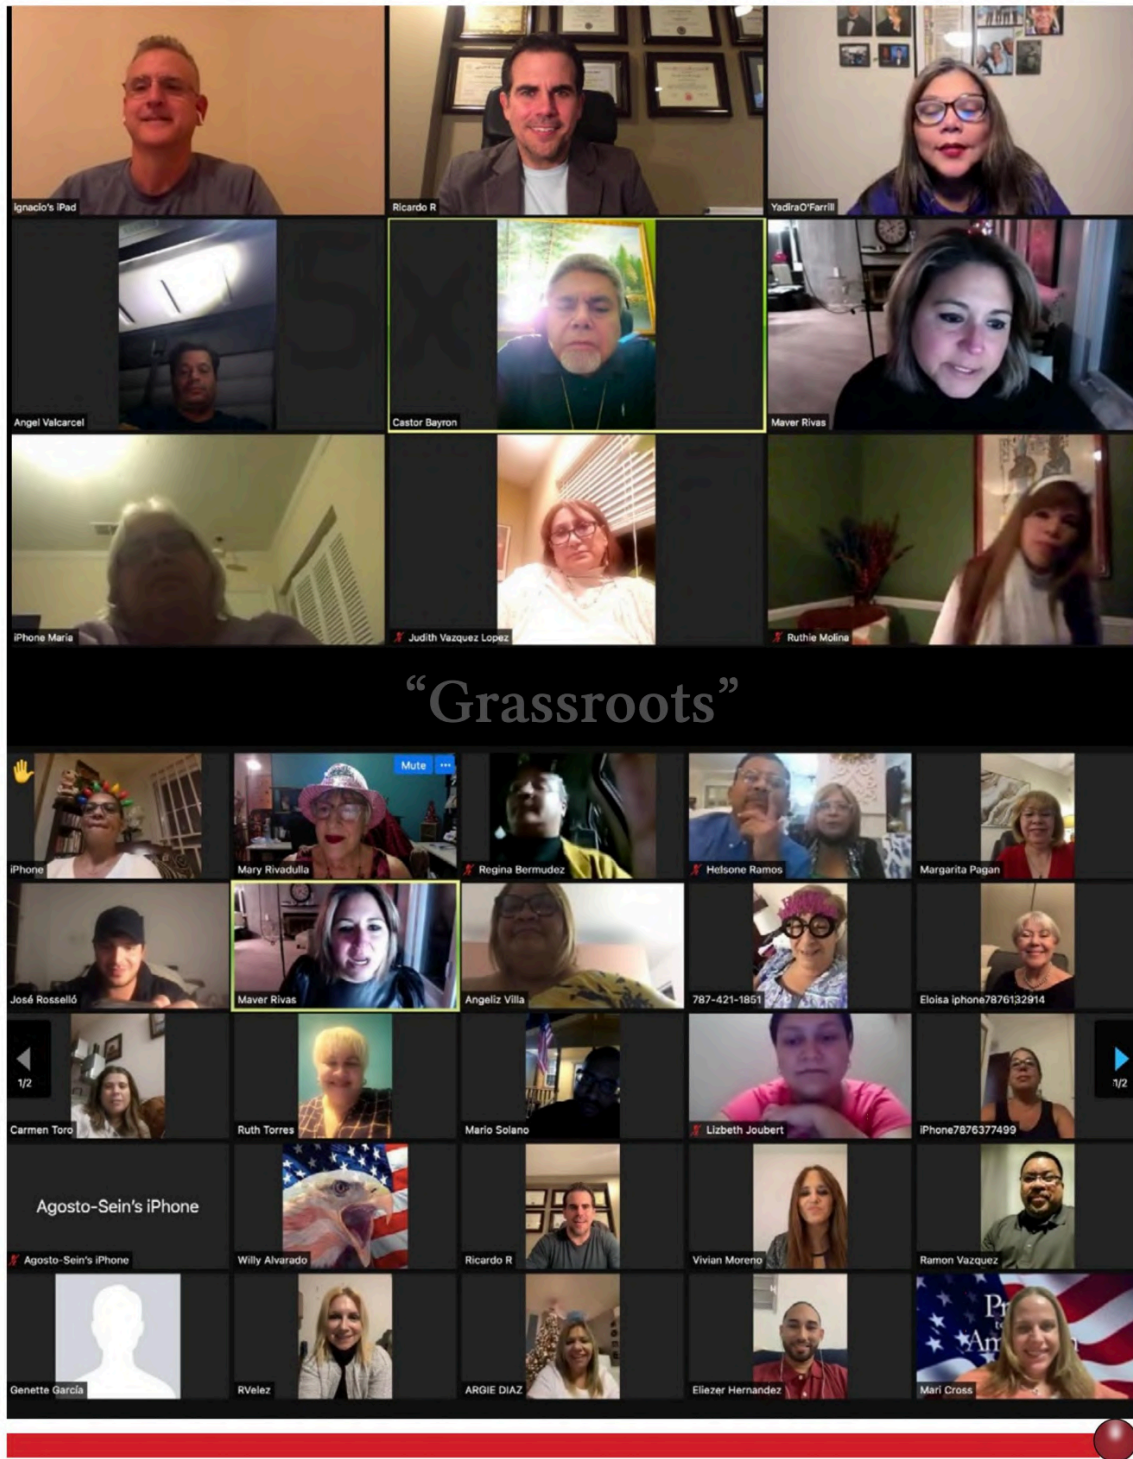 ignacio's iPad
Ricardo R
YadiraO'Farrill
Angel Valcarcel
Castor Bayron
Maver Rivas
iPhone Maria
Judith Vazquez Lopez
Ruthie Molina
“Grassroots”
Mute
iPhone
Mary Rivadulla
Regina Bermudez
Helsone Ramos
Margarita Pagan
José Rosselló
Maver Rivas
Angeliz Villa
787-421-1851
Eloisa iphone7876132914
1/2
1/2
Carmen Toro
Ruth Torres
Mario Solano
Lizbeth Joubert
iPhone7876377499
Agosto-Sein's iPhone
Agosto-Sein's iPhone
Willy Alvarado
Ricardo R
Vivian Moreno
Ramon Vazquez
Genette García
RVelez
ARGIE DIAZ
Eliezer Hernandez
Mari Cross